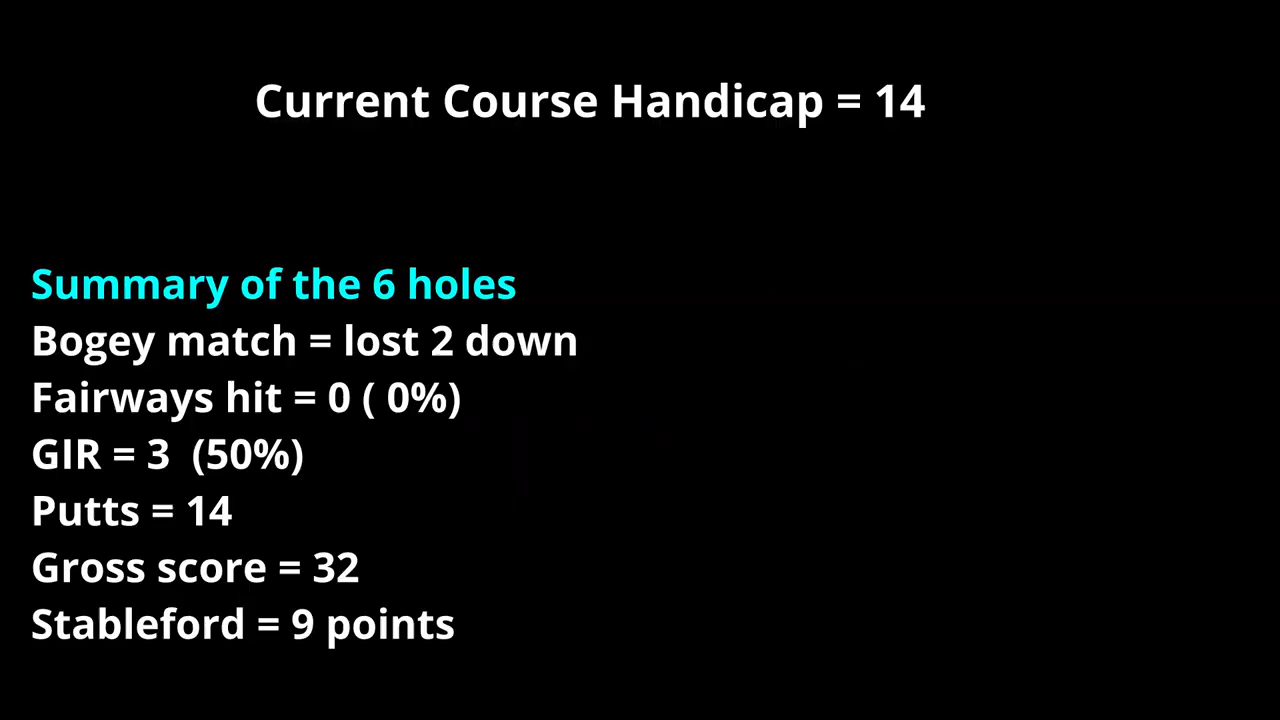 Current Course Handicap = 14
Summary of the 6 holes
Bogey match = lost 2 down
Fairways hit = 0 ( 0%)
GIR = 3  (50%)
Putts = 14
Gross score = 32
Stableford = 9 points